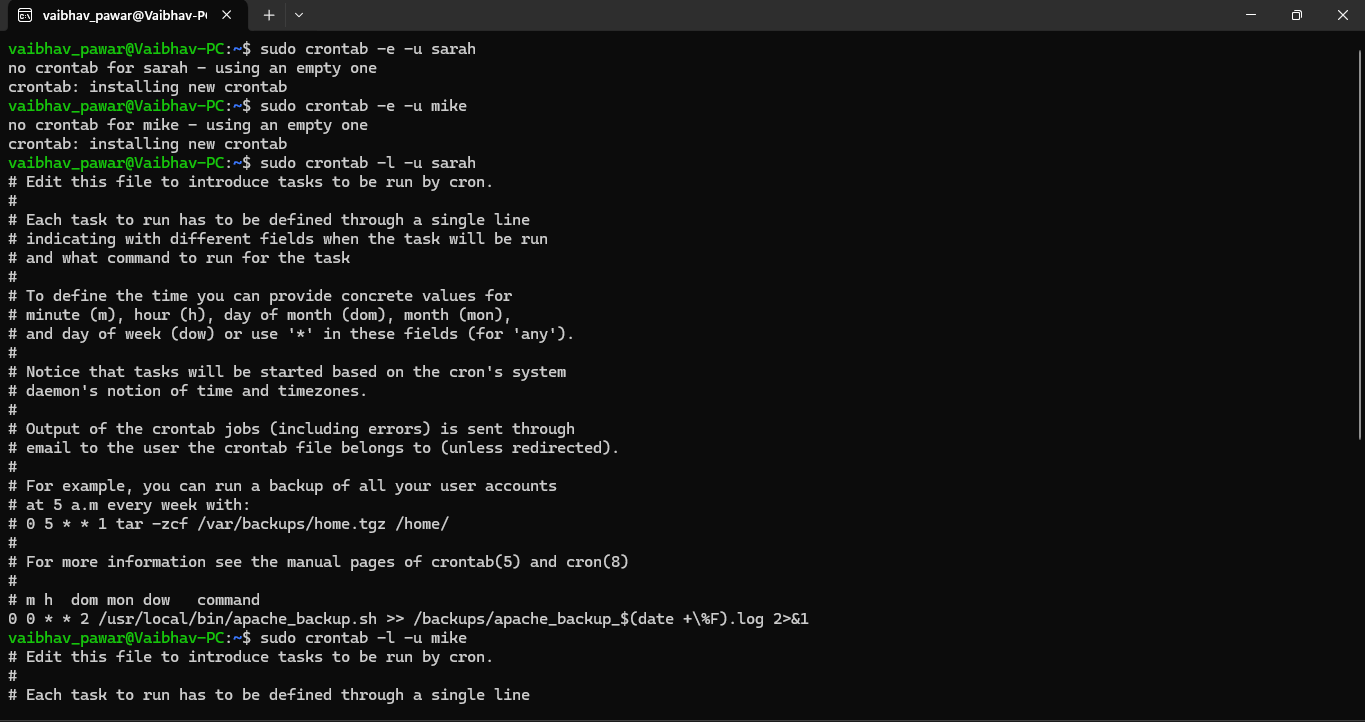 vaibhav_pawar@Vaibhav-P
vaibhav_pawar@Vaibhav-PC:~$ sudo crontab -e -u sarah
no crontab for sarah - using an empty one
crontab: installing new crontab
vaibhav_pawar@Vaibhav-PC:~$ sudo crontab -e -u mike
no crontab for mike - using an empty one
crontab: installing new crontab
vaibhav_pawar@Vaibhav-PC:~$ sudo crontab -l -u sarah
# Edit this file to introduce tasks to be run by cron.
#
# Each task to run has to be defined through a single line
# indicating with different fields when the task will be run
# and what command to run for the task
#
# To define the time you can provide concrete values for
# minute (m), hour (h), day of month (dom), month (mon),
# and day of week (dow) or use '*' in these fields (for 'any').
#
# Notice that tasks will be started based on the cron's system
# daemon's notion of time and timezones.
#
# Output of the crontab jobs (including errors) is sent through
# email to the user the crontab file belongs to (unless redirected).
#
# For example, you can run a backup of all your user accounts
# at 5 a.m every week with:
# 0 5 * * 1 tar -zcf /var/backups/home.tgz /home/
#
# For more information see the manual pages of crontab(5) and cron(8)
#
# m h  dom mon dow   command
0 0 * * 2 /usr/local/bin/apache_backup.sh >> /backups/apache_backup_$(date +\%F).log 2>&1
vaibhav_pawar@Vaibhav-PC:~$ sudo crontab -l -u mike
# Edit this file to introduce tasks to be run by cron.
#
# Each task to run has to be defined through a single line